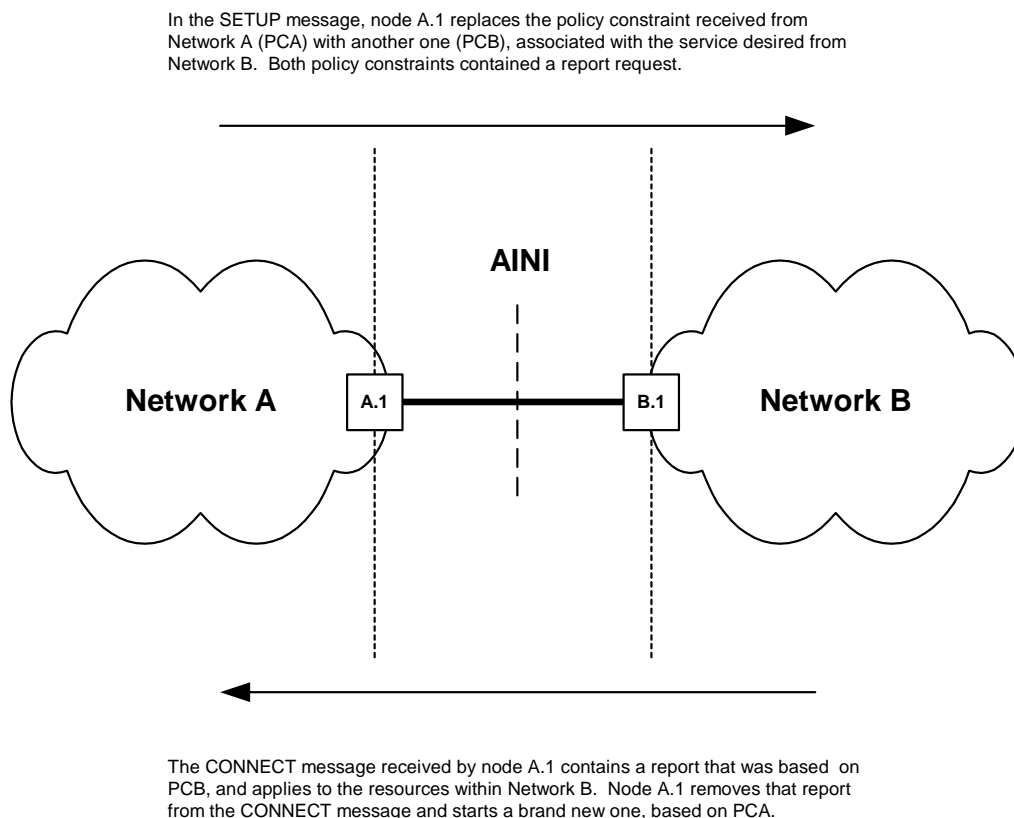 In the SETUP message, node A.1 replaces the policy constraint received from
Network A (PCA) with another one (PCB), associated with the service desired from
Network B.  Both policy constraints contained a report request.
AINI
Network A
A.1
B.1
Network B
The CONNECT message received by node A.1 contains a report that was based  on
PCB, and applies to the resources within Network B.  Node A.1 removes that report
from the CONNECT message and starts a brand new one, based on PCA.